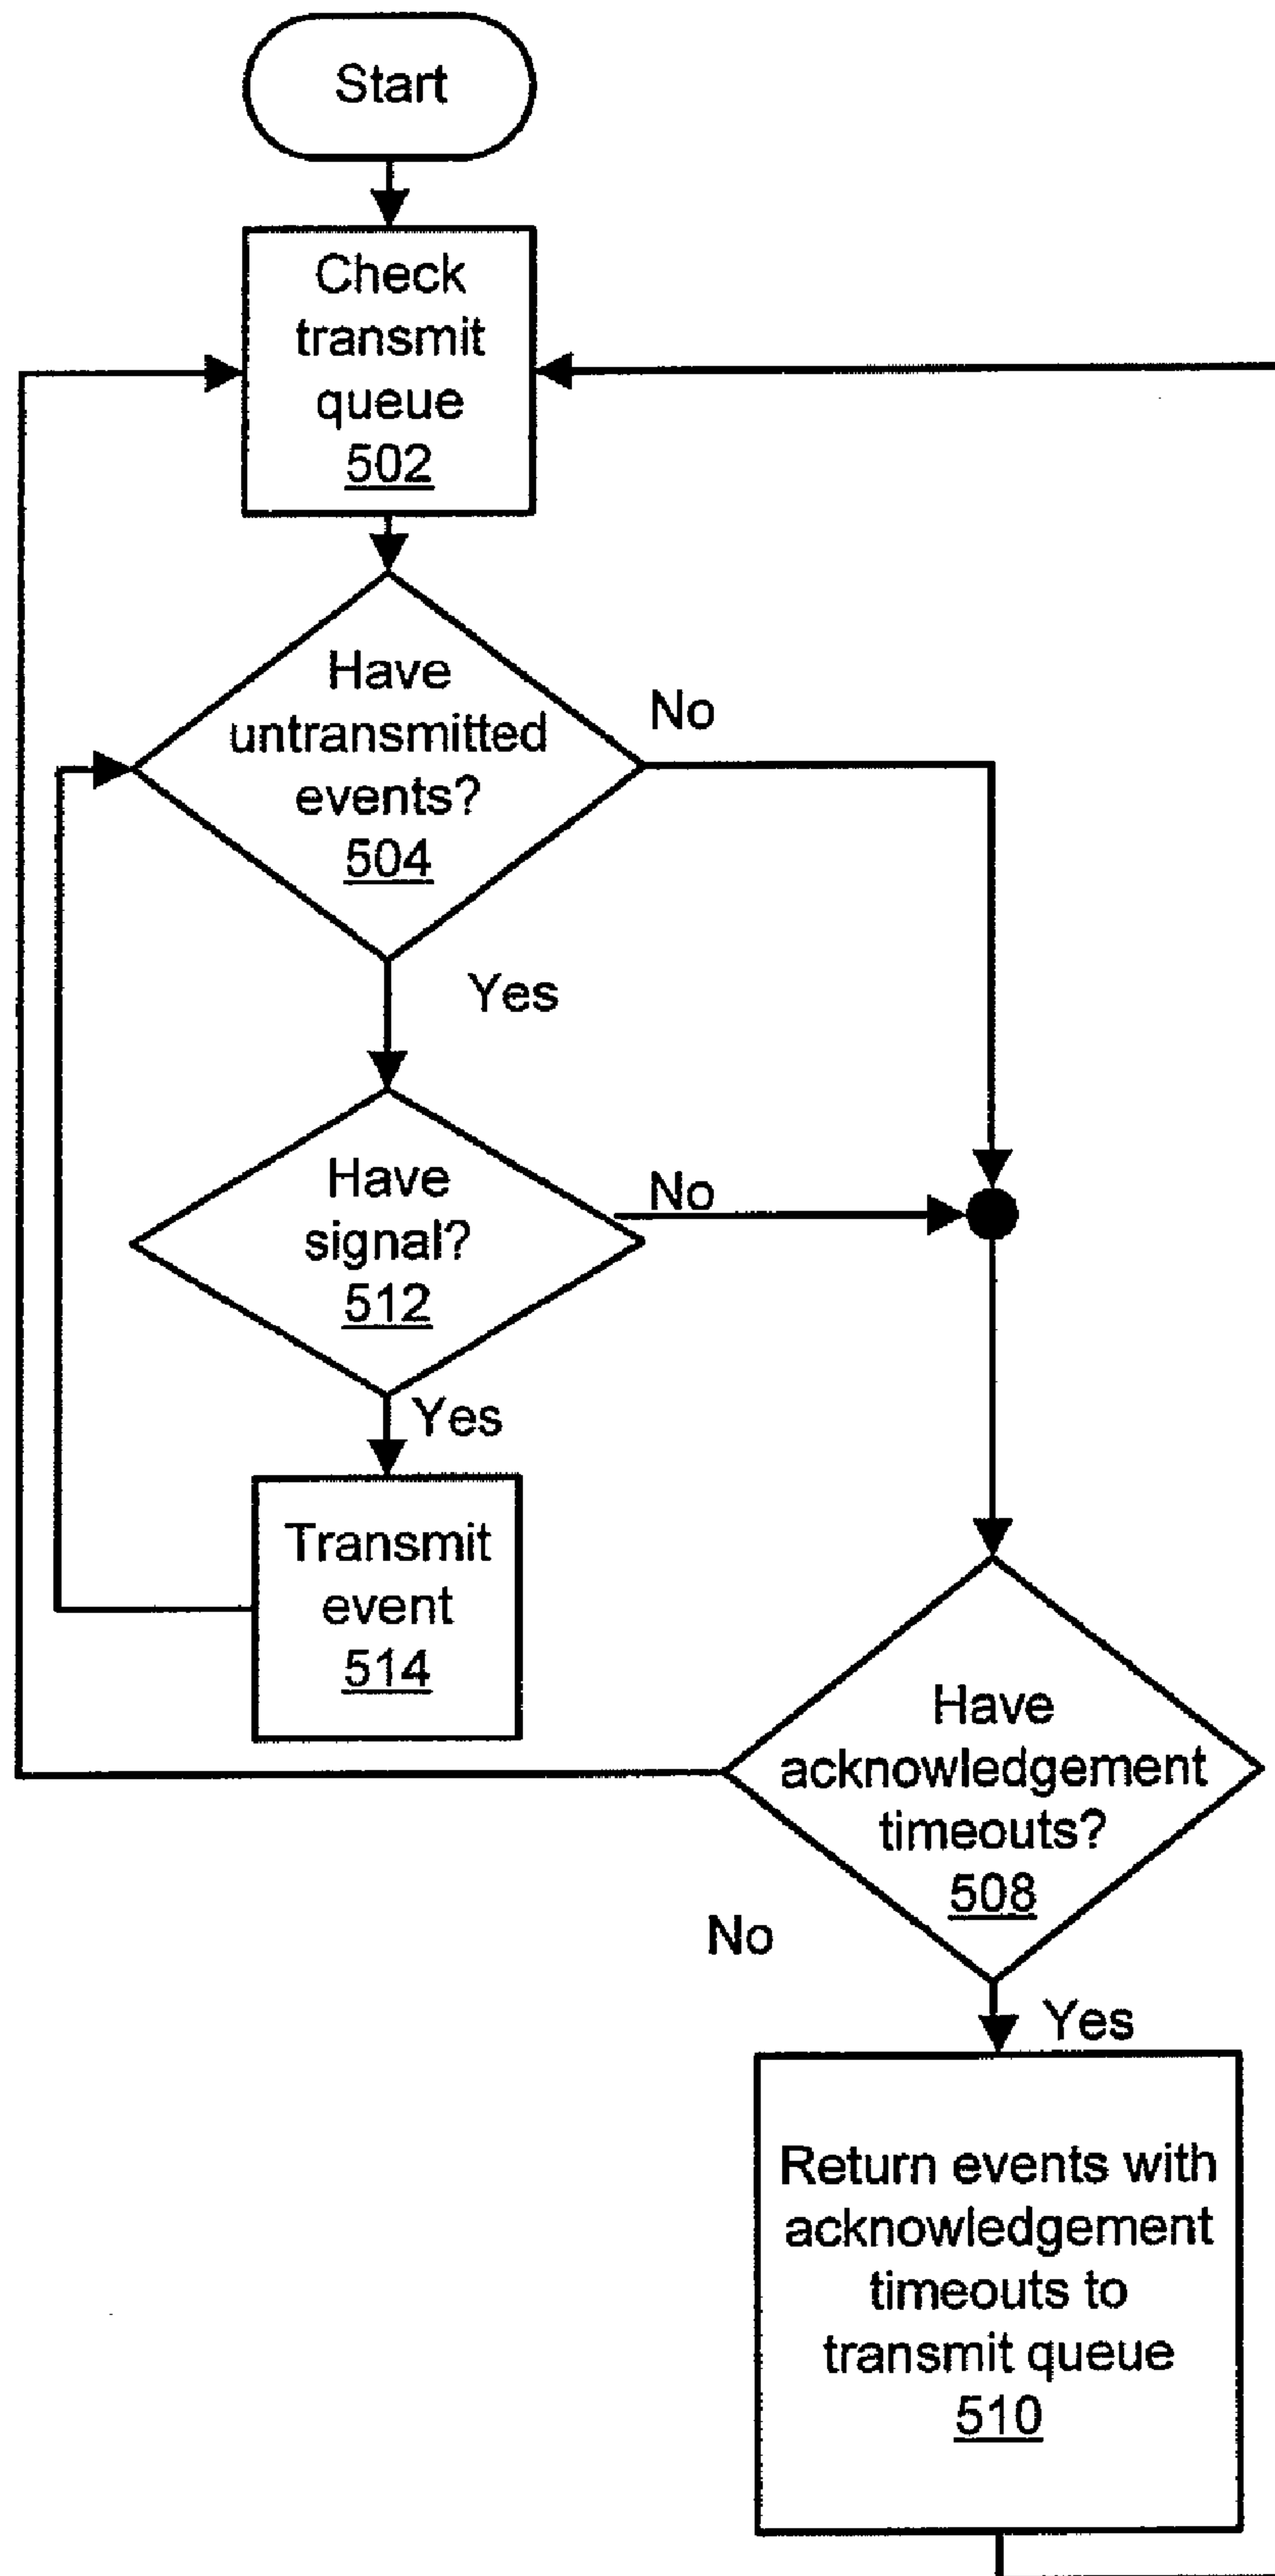 Start
Check
transmit
queue
502
Have
untransmitted
events?
504
No
Yes
Have
signal?
512
No
Yes
Transmit
event
514
Have
acknowledgement
timeouts?
508
No
Yes
Return events with
acknowledgement
timeouts to
transmit queue
510